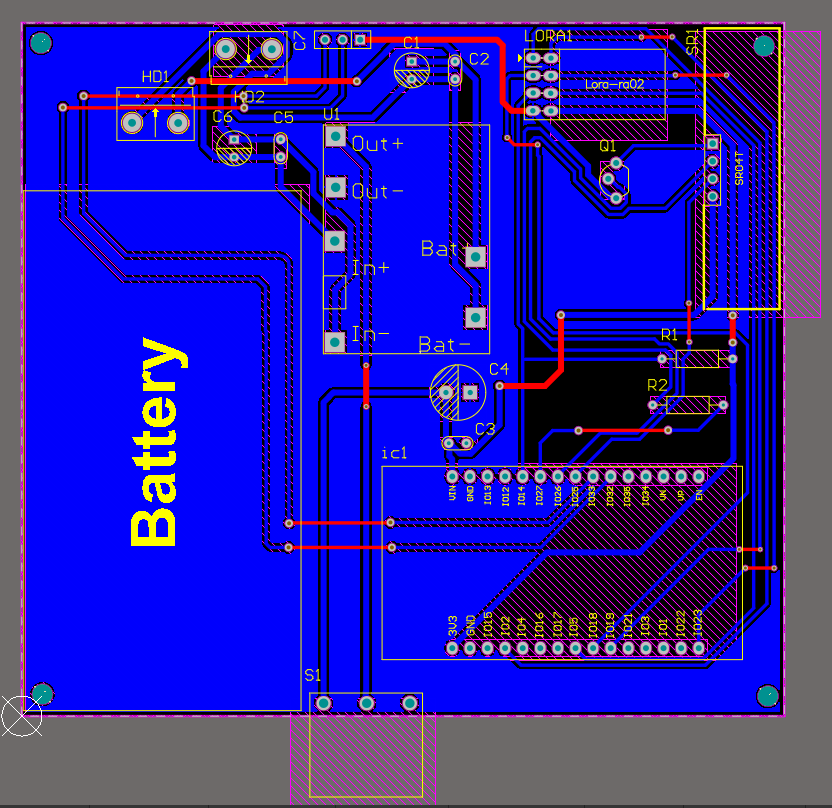 LORA1
C7
C1
C2
SR1
HD1
HD2
Lora-ra02
C6
C5
U1
Out+
Q1
SR04T
Out-
Bat+
In+
In-
Bat-
R1
C4
R2
Battery
C3
ic1
VIN
GND
IO13
IO12
IO14
IO27
IO26
IO25
IO33
IO32
IO35
IO34
VN
VP
EN
3V3
GND
IO15
IO2
IO4
IO16
IO17
IO5
IO18
IO19
IO21
IO3
IO1
IO22
IO23
S1